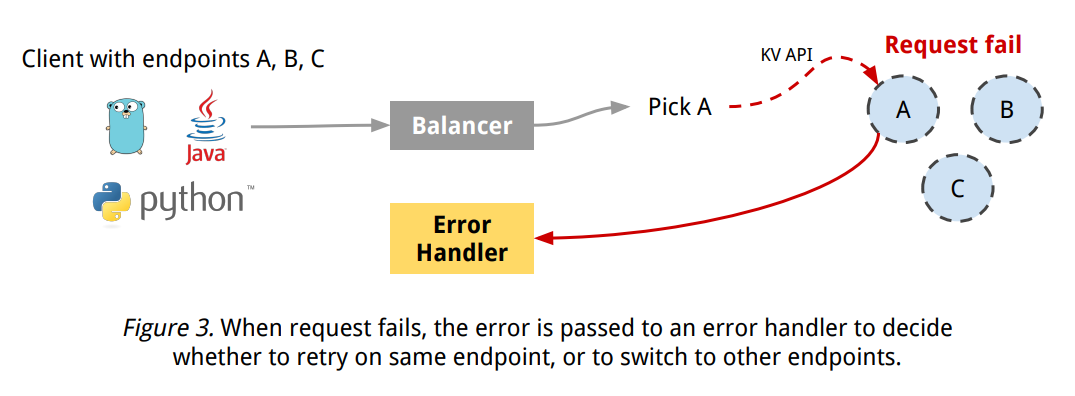 Client with endpoints A, B, C
Java
python™
Balancer
Pick A
KV API
Request fail
A
B
C
Error
Handler
Figure 3. When request fails, the error is passed to an error handler to decide
whether to retry on same endpoint, or to switch to other endpoints.